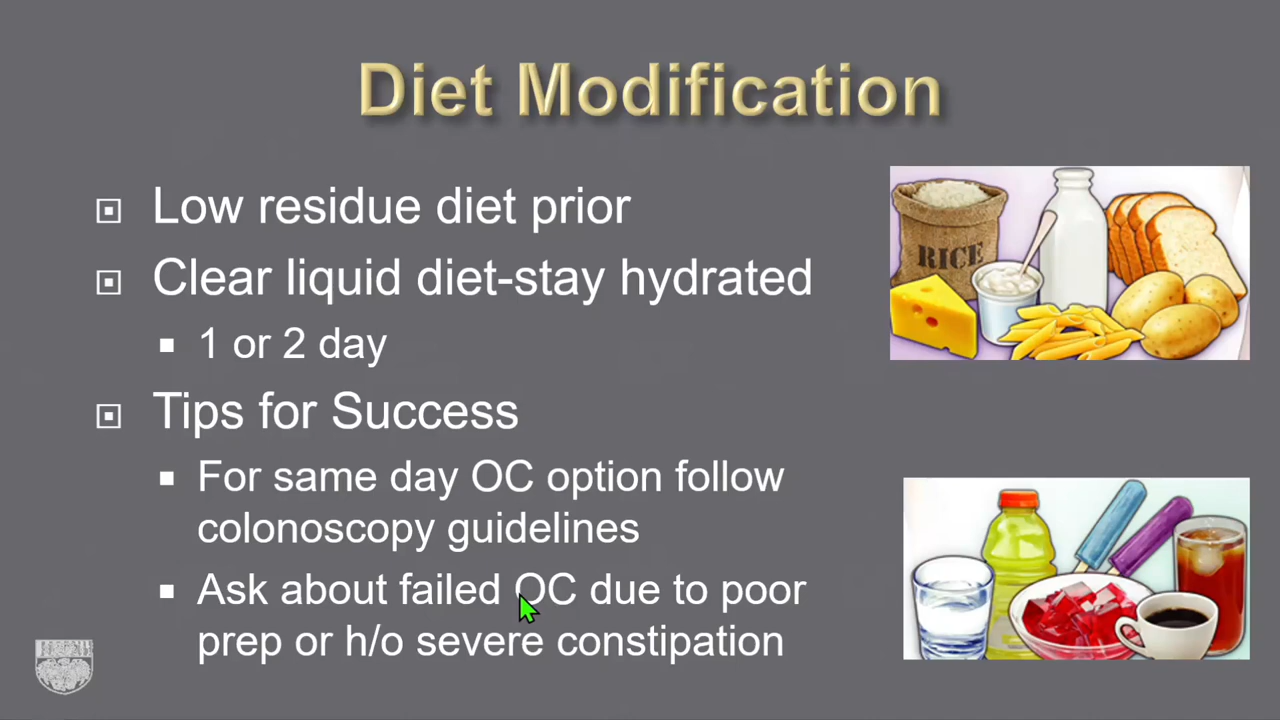 Diet Modification
Low residue diet prior
Clear liquid diet-stay hydrated
1 or 2 day
Tips for Success
For same day OC option follow
colonoscopy guidelines
Ask about failed OC due to poor
prep or h/o severe constipation
RICE